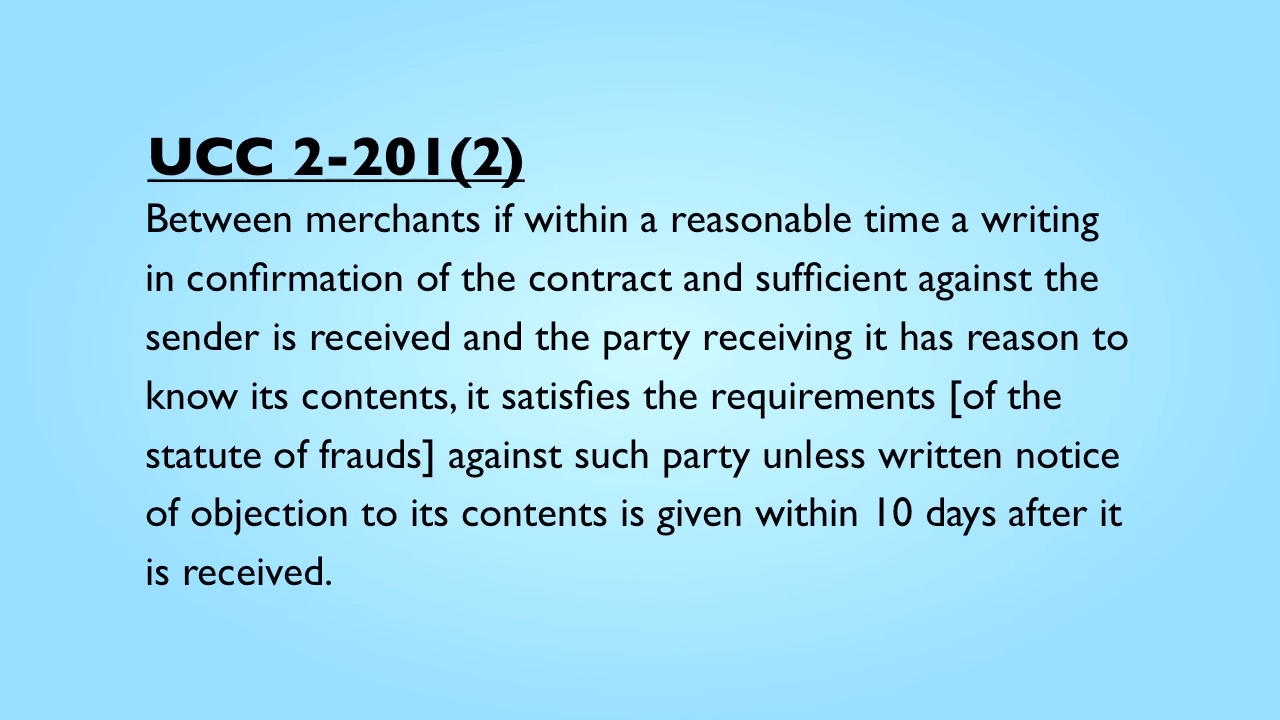 UCC 2-201(2)
Between merchants if within a reasonable time a writing
in confirmation of the contract and sufficient against the
sender is received and the party receiving it has reason to
know its contents, it satisfies the requirements [of the
statute of frauds] against such party unless written notice
of objection to its contents is given within 10 days after it
is received.